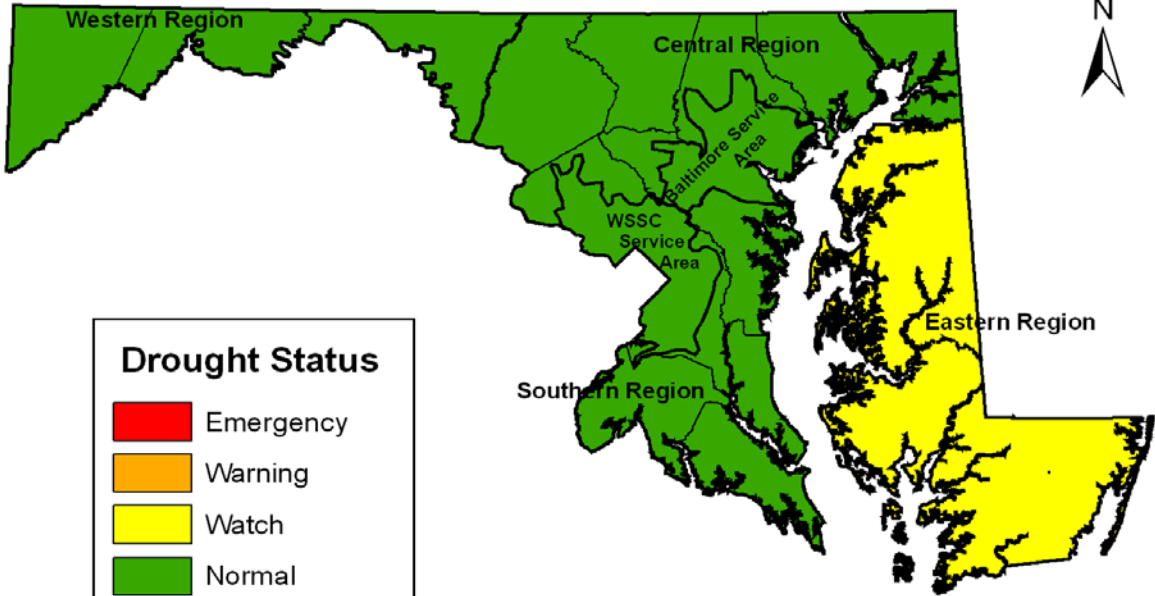 N
Western Region
Central Region
Baltimore Service
Area
WSSC
Service
Area
Eastern Region
Southern Region
Drought Status
Emergency
Warning
Watch
Normal